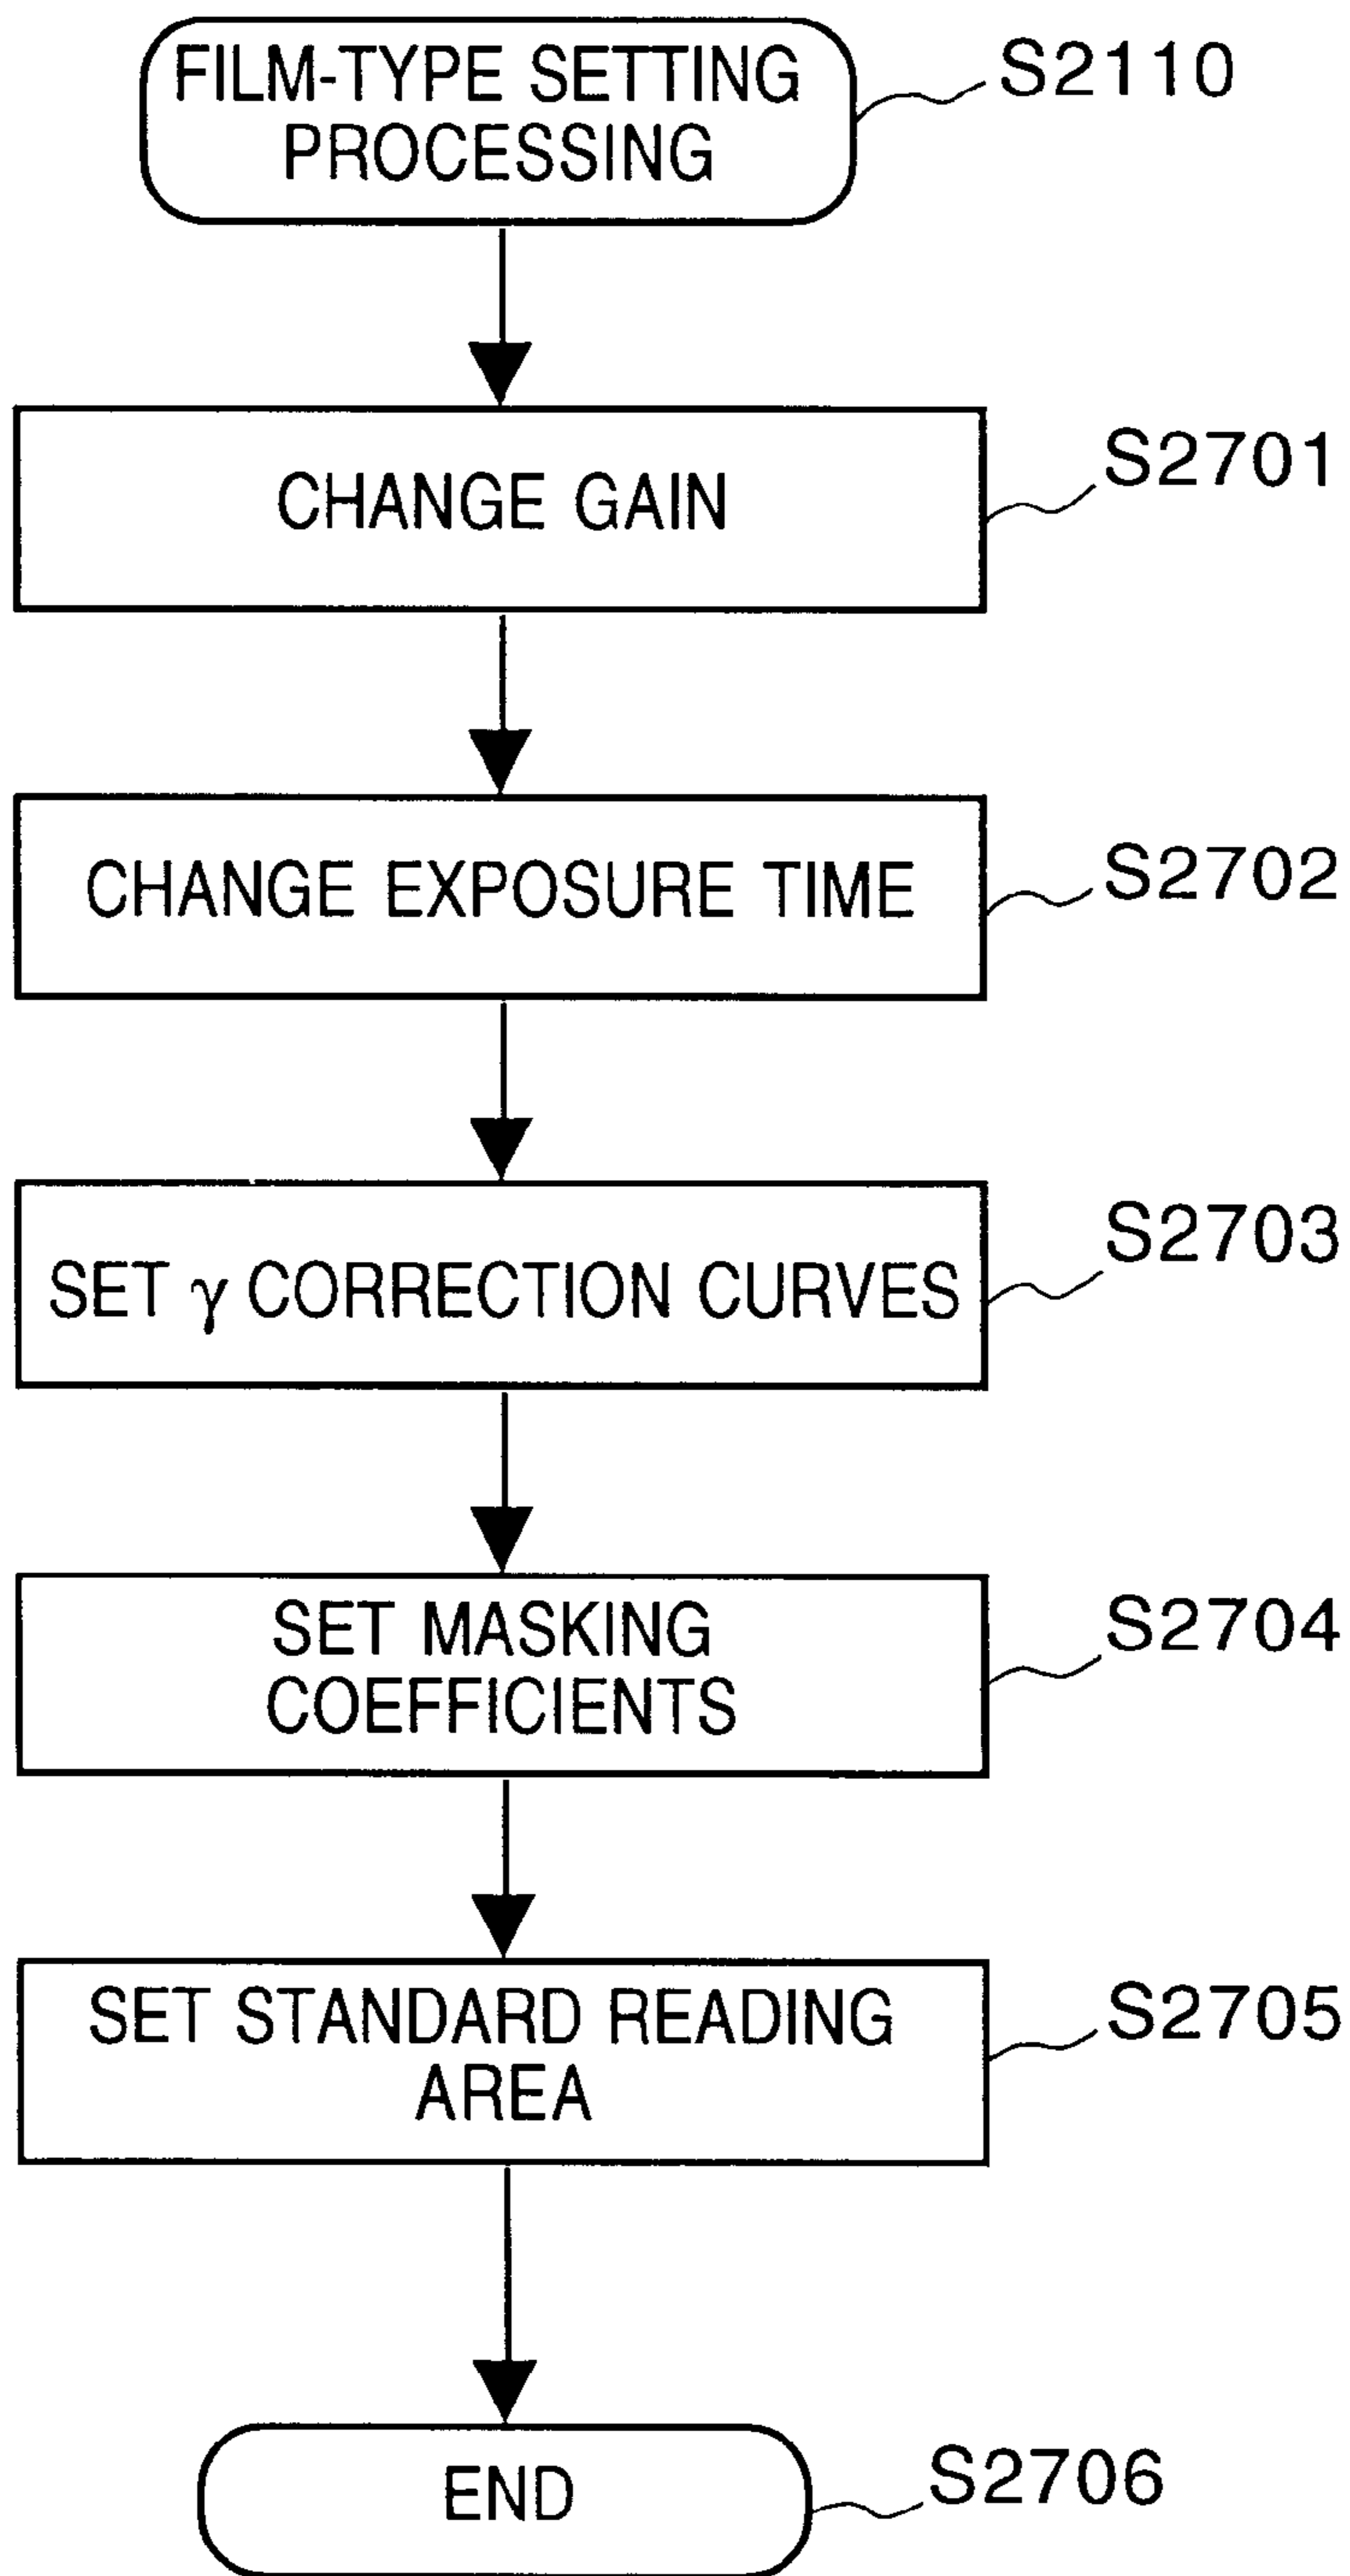 FILM-TYPE SETTING
PROCESSING
S2110
CHANGE GAIN
S2701
CHANGE EXPOSURE TIME
S2702
SET γ CORRECTION CURVES
S2703
SET MASKING
COEFFICIENTS
S2704
SET STANDARD READING
AREA
S2705
END
S2706